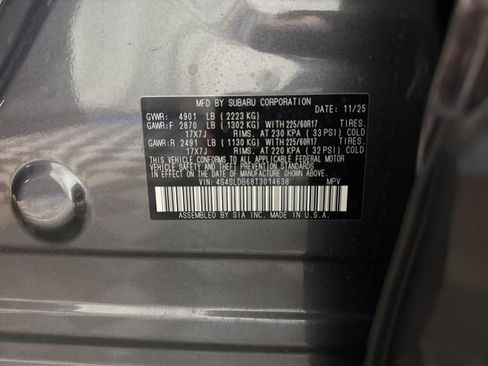 MFD BY SUBARU CORPORATION DATE: 11/25
GVWR: 4901 LB (2223 KG)
GAWR:F 2870 LB (1302 KG) WITH 225/60R17 TIRES.
17X7J RIMS. AT 230 KPA (33 PSI) COLD
GAWR:R 2491 LB (1130 KG) WITH 225/60R17 TIRES.
17X7J RIMS. AT 220 KPA (32 PSI) COLD
THIS VEHICLE CONFORMS TO ALL APPLICABLE FEDERAL MOTOR
VEHICLE SAFETY AND THEFT PREVENTION STANDARDS
IN EFFECT ON THE DATE OF MANUFACTURE SHOWN ABOVE.
VIN: 4S4SLDB68T3014638 MPV
ASSEMBLED BY SIA INC. MADE IN U.S.A.